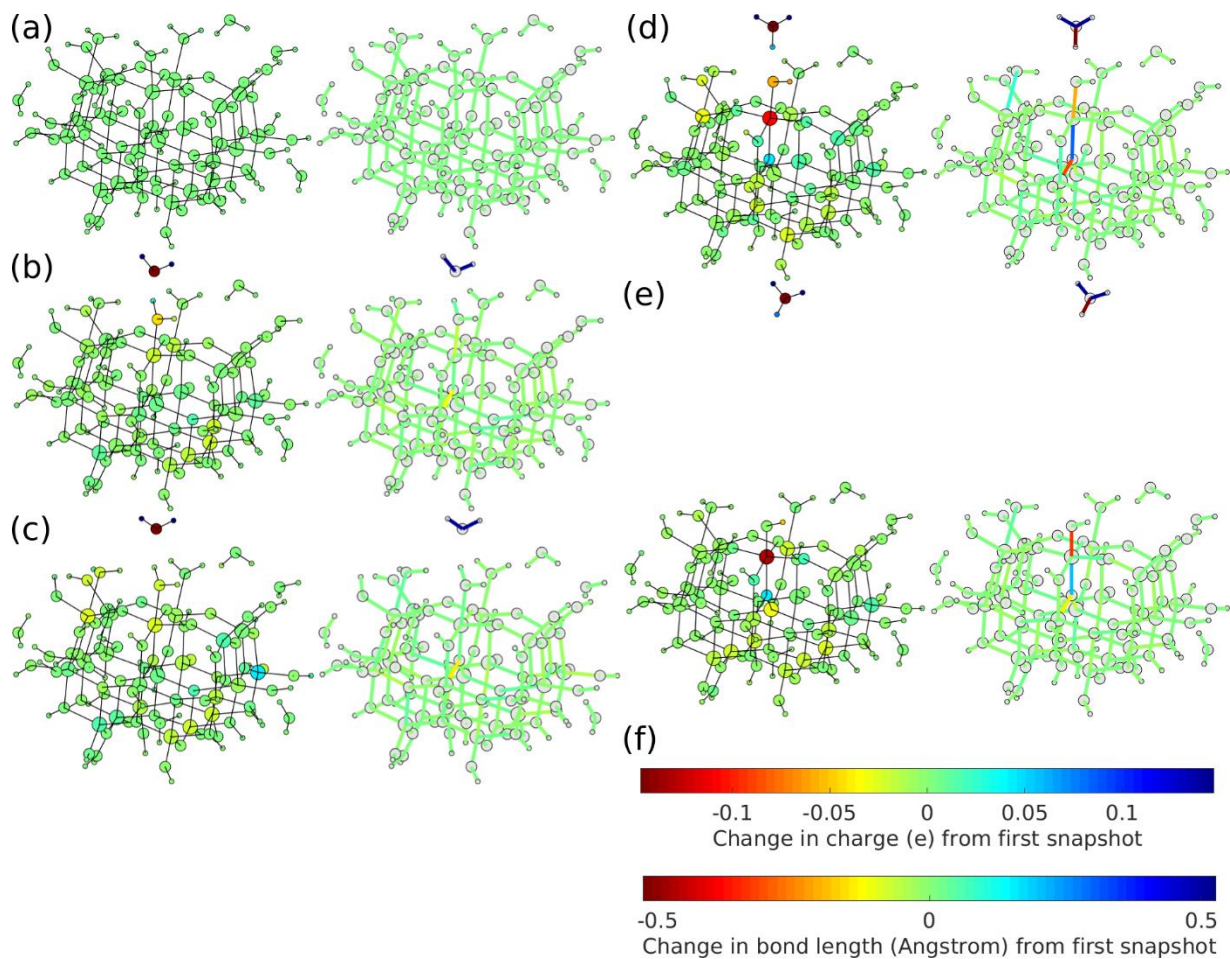 (a)
(b)
(c)
(d)
(e)
(f)
-0.1 -0.05 0 0.05 0.1
Change in charge (e) from first snapshot
-0.5 0 0.5
Change in bond length (Angstrom) from first snapshot